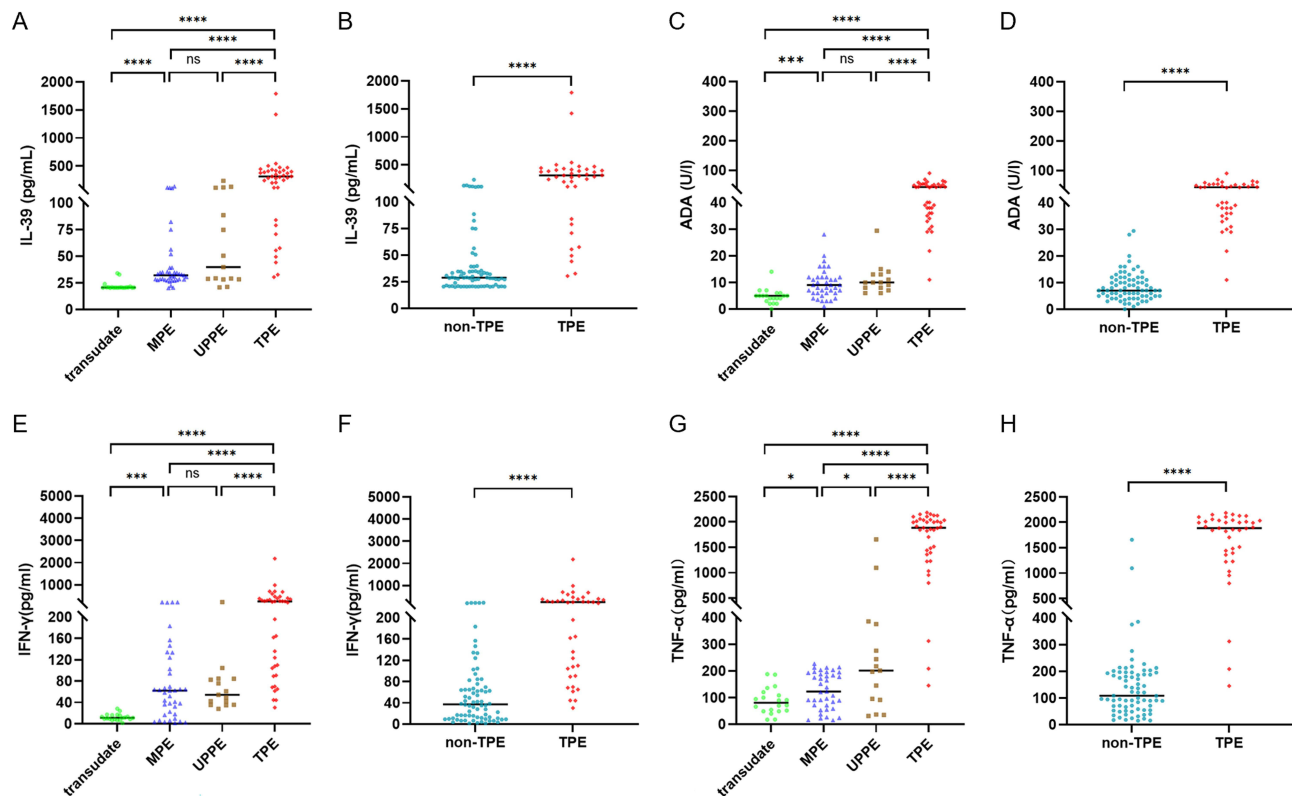 A
B
C
D
****
****
****
ns
****
****
****
****
***
ns
****
****
2000
1500
1000
500
100
50
25
0
IL-39 (pg/mL)
transudate
MPE
UPPE
TPE
2000
1500
1000
500
100
50
25
0
IL-39 (pg/mL)
non-TPE
TPE
400
300
200
100
40
30
20
10
0
ADA (U/l)
transudate
MPE
UPPE
TPE
400
300
200
100
40
30
20
10
0
ADA (U/l)
non-TPE
TPE
E
F
G
H
****
****
***
ns
****
****
****
****
*
*
****
****
5000
4000
3000
2000
1000
200
160
120
80
40
0
IFN-γ(pg/ml)
transudate
MPE
UPPE
TPE
5000
4000
3000
2000
1000
200
160
120
80
40
0
IFN-γ(pg/ml)
non-TPE
TPE
2500
2000
1500
1000
400
300
200
100
0
TNF-α(pg/ml)
transudate
MPE
UPPE
TPE
2500
2000
1500
1000
400
300
200
100
0
TNF-α(pg/ml)
non-TPE
TPE